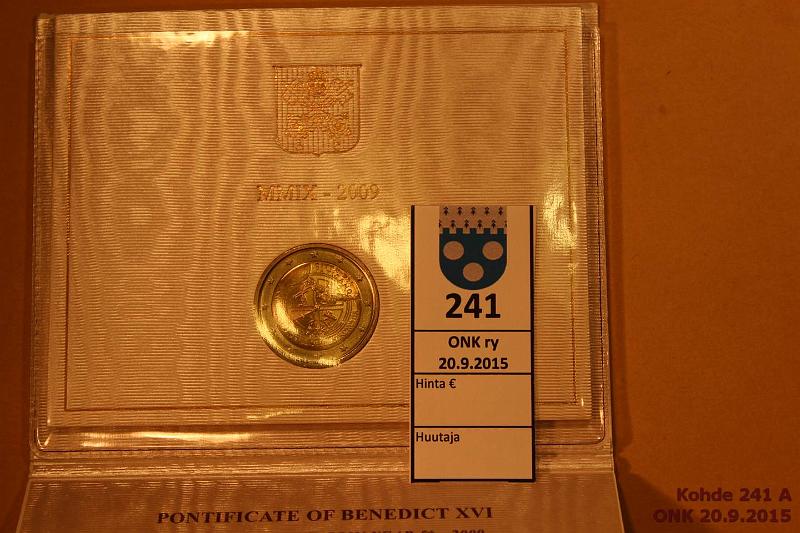 MMIX - 2009
241
ONK ry
20.9.2015
Hinta €
Huutaja
PONTIFICATE OF BENEDICT XVI
2009
Kohde 241 A
ONK 20.9.2015